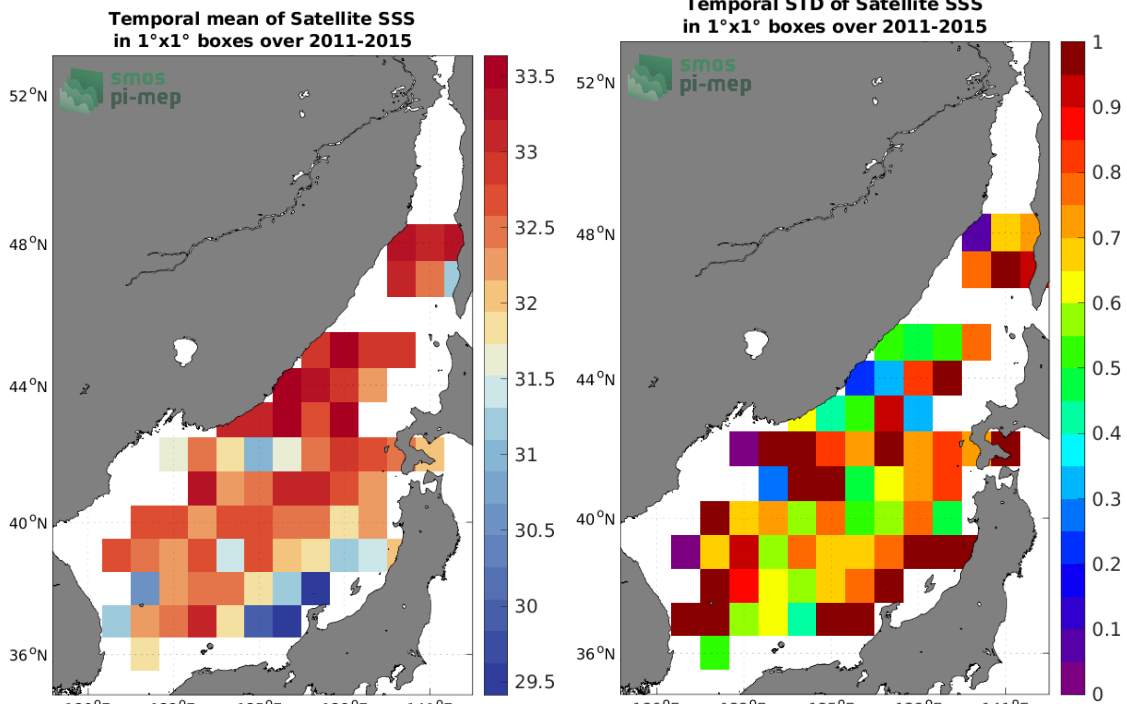 Temporal mean of Satellite SSS
in 1°x1° boxes over 2011-2015
smos
pi-mep
52°N
48°N
44°N
40°N
36°N
33.5
33
32.5
32
31.5
31
30.5
30
29.5
Temporal STD of Satellite SSS
in 1°x1° boxes over 2011-2015
smos
pi-mep
52°N
48°N
44°N
40°N
36°N
1
0.9
0.8
0.7
0.6
0.5
0.4
0.3
0.2
0.1
0